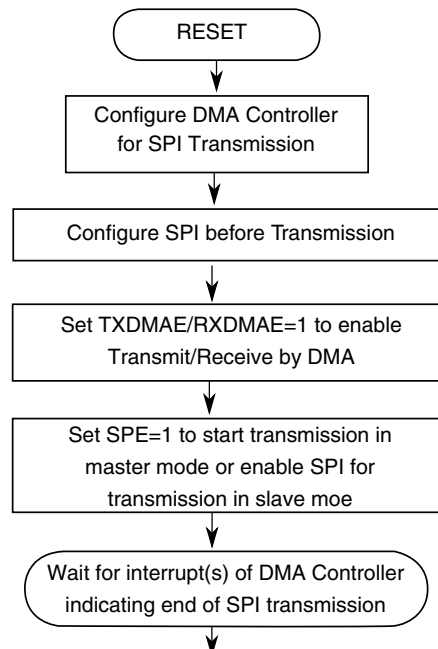 RESET
Configure DMA Controller
for SPI Transmission
Configure SPI before Transmission
Set TXDMAE/RXDMAE=1 to enable
Transmit/Receive by DMA
Set SPE=1 to start transmission in
master mode or enable SPI for
transmission in slave moe
Wait for interrupt(s) of DMA Controller
indicating end of SPI transmission